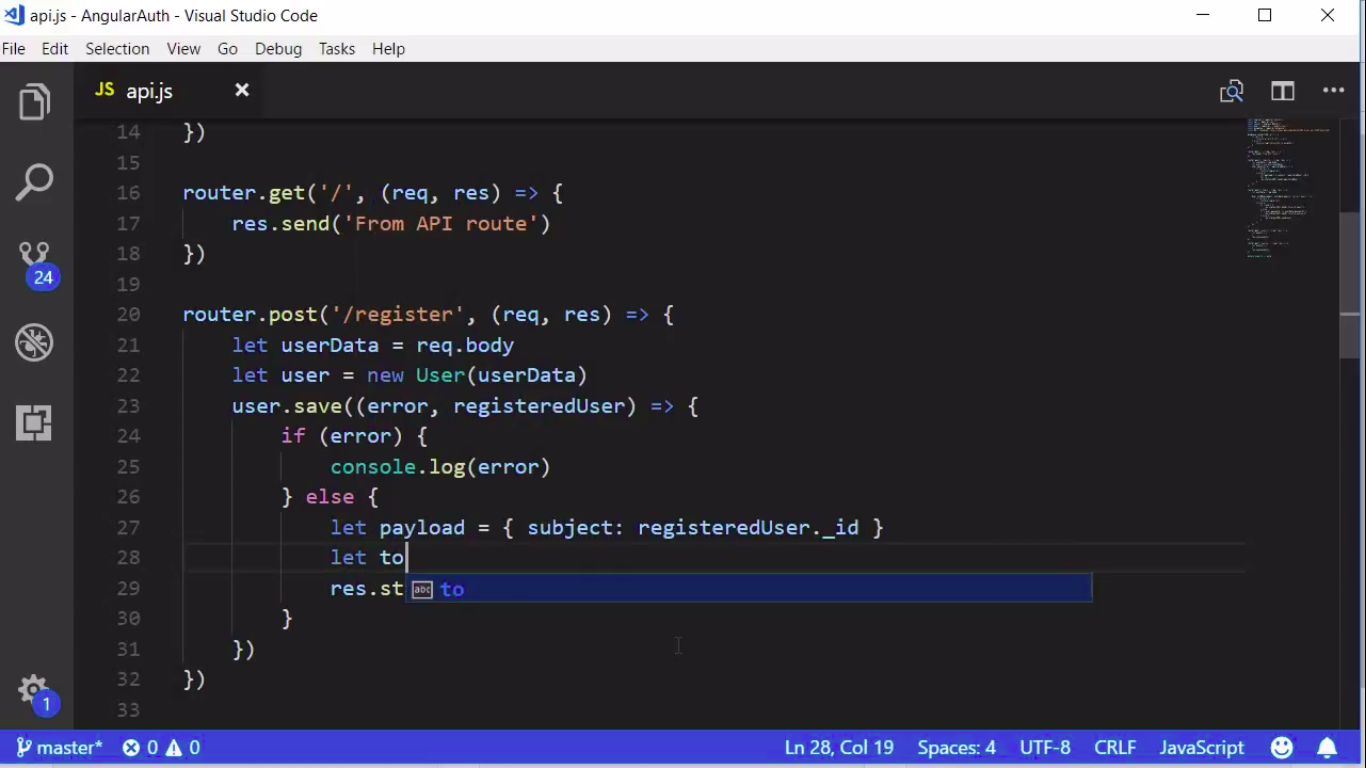 api.js - AngularAuth - Visual Studio Code
File Edit Selection View Go Debug Tasks Help
JS api.js
14 })
15
16 router.get('/', (req, res) => {
17 res.send('From API route')
18 })
19
20 router.post('/register', (req, res) => {
21 let userData = req.body
22 let user = new User(userData)
23 user.save((error, registeredUser) => {
24 if (error) {
25 console.log(error)
26 } else {
27 let payload = { subject: registeredUser._id }
28 let to
29 res.st
abc to
30 }
31 })
32 })
33
24
1
master* 0 0 Ln 28, Col 19 Spaces: 4 UTF-8 CRLF JavaScript